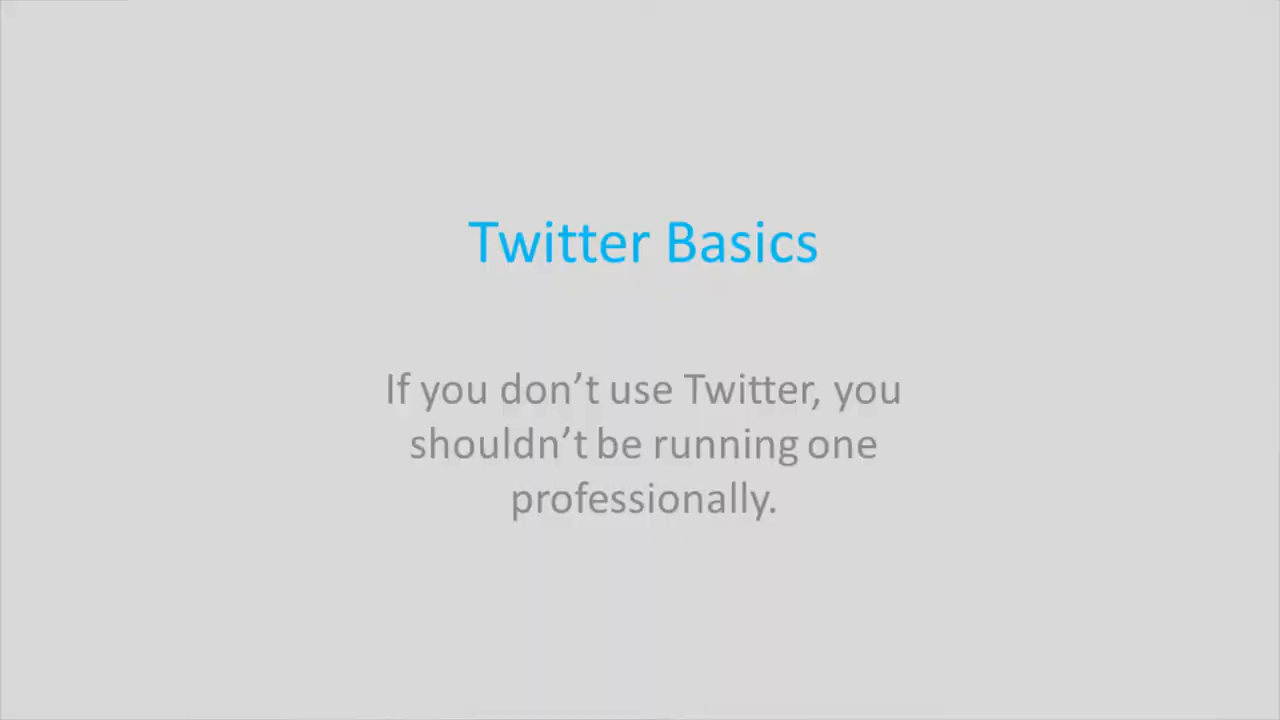 Twitter Basics
If you don’t use Twitter, you
shouldn’t be running one
professionally.